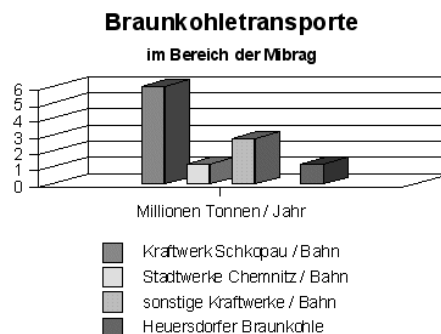 Braunkohletransporte
im Bereich der Mibrag
6
5
4
3
2
1
0
Millionen Tonnen / Jahr
Kraftwerk Schkopau / Bahn
Stadtwerke Chemnitz / Bahn
sonstige Kraftwerke / Bahn
Heuersdorfer Braunkohle